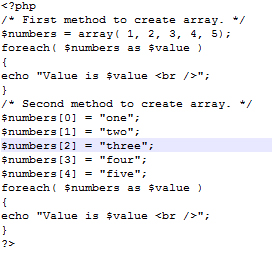 <?php
/* First method to create array. */
$numbers = array( 1, 2, 3, 4, 5);
foreach( $numbers as $value )
{
echo "Value is $value <br />";
}
/* Second method to create array. */
$numbers[0] = "one";
$numbers[1] = "two";
$numbers[2] = "three";
$numbers[3] = "four";
$numbers[4] = "five";
foreach( $numbers as $value )
{
echo "Value is $value <br />";
}
?>